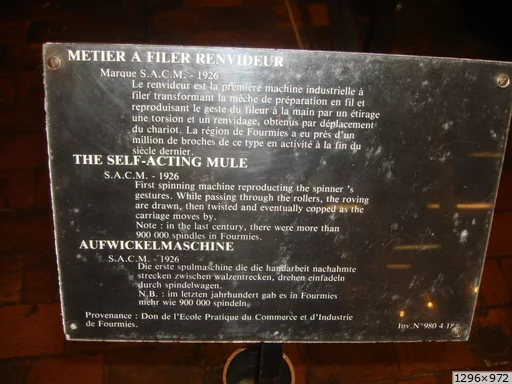 METIER A FILER RENVIDEUR
Marque S.A.C.M. - 1926
Le renvideur est la première machine industrielle à
filer transformant la mèche de préparation en fil et
reproduisant le geste du fileur à la main par un étirage
une torsion et un renvidage, obtenus par déplacement
du chariot. La région de Fourmies a eu près d'un
million de broches de ce type en activité à la fin du
siècle dernier.
THE SELF-ACTING MULE
S.A.C.M. - 1926
First spinning machine reproducing the spinner 's
gestures. While passing through the rollers, the roving
are drawn, then twisted and eventually copped as the
carriage moves by.
Note : in the last century, there were more than
900 000 spindles in Fourmies.
AUFWICKELMASCHINE
S.A.C.M. - 1926
Die erste spulmaschine die die handarbeit nachahmte
strecken zwischen walzentrecken, drehen einfadeln
durch spindelwagen.
N.B. : im letzten jahrhundert gab es in Fourmies
mehr wie 900 000 spindeln.
Provenance : Don de l'Ecole Pratique du Commerce et d'Industrie
de Fourmies.
Inv.N°980 4 18
1296×972